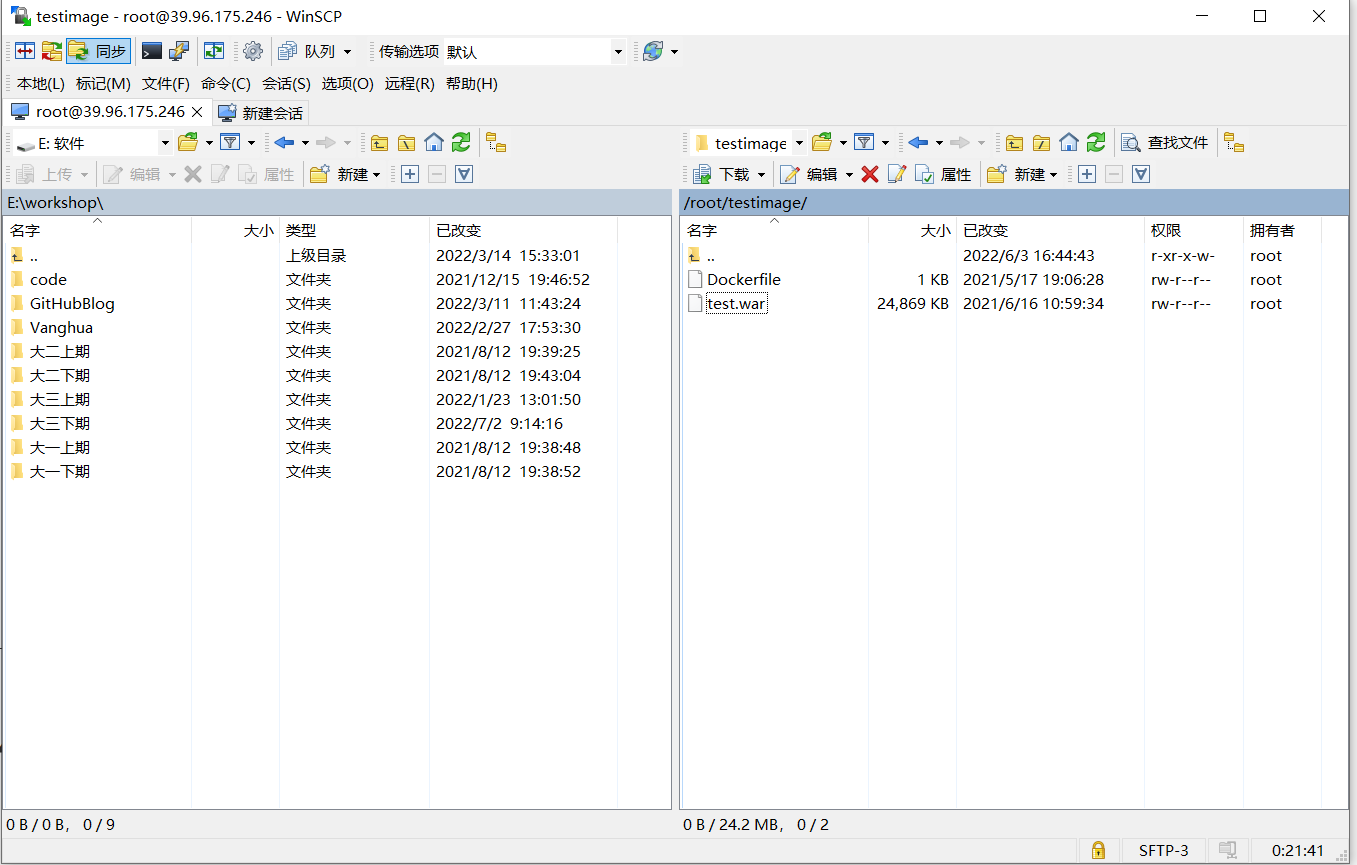 testimage - root@39.96.175.246 - WinSCP
同步 队列 传输选项 默认
本地(L) 标记(M) 文件(F) 命令(C) 会话(S) 选项(O) 远程(R) 帮助(H)
root@39.96.175.246 新建会话
E: 软件 testimage 查找文件
上传 编辑 属性 新建 下载 编辑 属性 新建
E:\workshop\ /root/testimage/
名字 大小 类型 已改变 名字 大小 已改变 权限 拥有者
.. 上级目录 2022/3/14 15:33:01 .. 2022/6/3 16:44:43 r-xr-x-w- root
code 文件夹 2021/12/15 19:46:52 Dockerfile 1 KB 2021/5/17 19:06:28 rw-r--r-- root
GitHubBlog 文件夹 2022/3/11 11:43:24 test.war 24,869 KB 2021/6/16 10:59:34 rw-r--r-- root
Vanghua 文件夹 2022/2/27 17:53:30
大二上期 文件夹 2021/8/12 19:39:25
大二下期 文件夹 2021/8/12 19:43:04
大三上期 文件夹 2022/1/23 13:01:50
大三下期 文件夹 2022/7/2 9:14:16
大一上期 文件夹 2021/8/12 19:38:48
大一下期 文件夹 2021/8/12 19:38:52
0 B / 0 B， 0 / 9 0 B / 24.2 MB， 0 / 2
SFTP-3 0:21:41